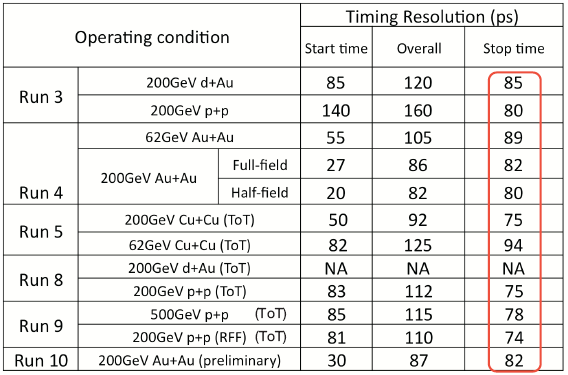 Operating condition Timing Resolution (ps)
Start time Overall Stop time
Run 3 200GeV d+Au 85 120 85
200GeV p+p 140 160 80
Run 4 62GeV Au+Au 55 105 89
200GeV Au+Au Full-field 27 86 82
Half-field 20 82 80
Run 5 200GeV Cu+Cu (ToT) 50 92 75
62GeV Cu+Cu (ToT) 82 125 94
Run 8 200GeV d+Au (ToT) NA NA NA
200GeV p+p (ToT) 83 112 75
Run 9 500GeV p+p (ToT) 85 115 78
200GeV p+p (RFF) (ToT) 81 110 74
Run 10 200GeV Au+Au (preliminary) 30 87 82